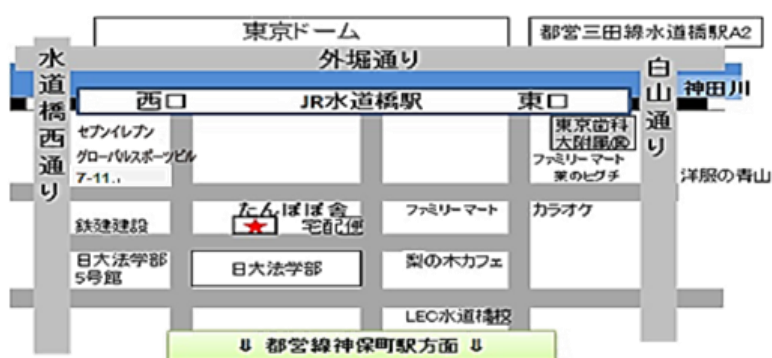 東京ドーム
都営三田線水道橋駅A2
外堀通り
水道橋西通り
白山通り
神田川
西口
JR水道橋駅
東口
セブンイレブン
グローバルスポーツビル
7-11.
東京歯科
大附属
ファミリーマート
薬のヒグチ
洋服の青山
鉄建建設
たんぽぽ舎
宅配便
ファミリーマート
カラオケ
日大法学部
5号館
日大法学部
梨の木カフェ
LEC水道橋校
⇓ 都営線神保町駅方面 ⇓